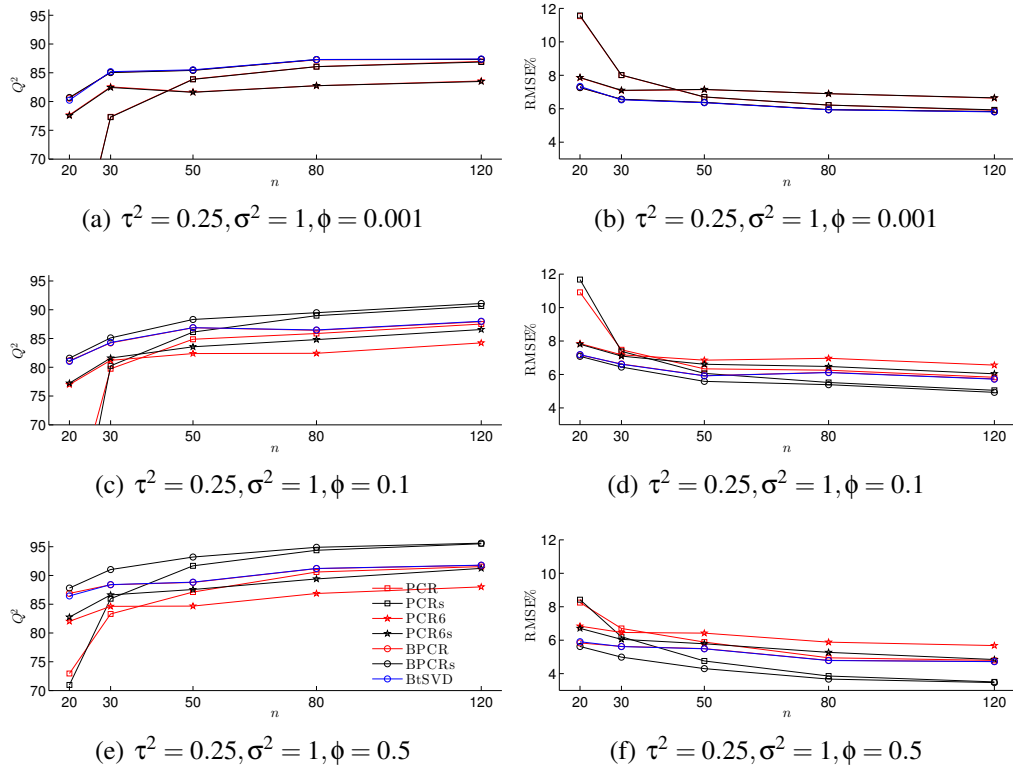 95
90
85
80
75
70
Q²
20 30 50 80 120
n
(a) τ² = 0.25, σ² = 1, ϕ = 0.001
12
10
8
6
4
RMSE%
20 30 50 80 120
n
(b) τ² = 0.25, σ² = 1, ϕ = 0.001
95
90
85
80
75
70
Q²
20 30 50 80 120
n
(c) τ² = 0.25, σ² = 1, ϕ = 0.1
12
10
8
6
4
RMSE%
20 30 50 80 120
n
(d) τ² = 0.25, σ² = 1, ϕ = 0.1
95
90
85
80
75
70
Q²
PCR
PCRs
PCR6
PCR6s
BPCR
BPCRs
BtSVD
20 30 50 80 120
n
(e) τ² = 0.25, σ² = 1, ϕ = 0.5
12
10
8
6
4
RMSE%
20 30 50 80 120
n
(f) τ² = 0.25, σ² = 1, ϕ = 0.5